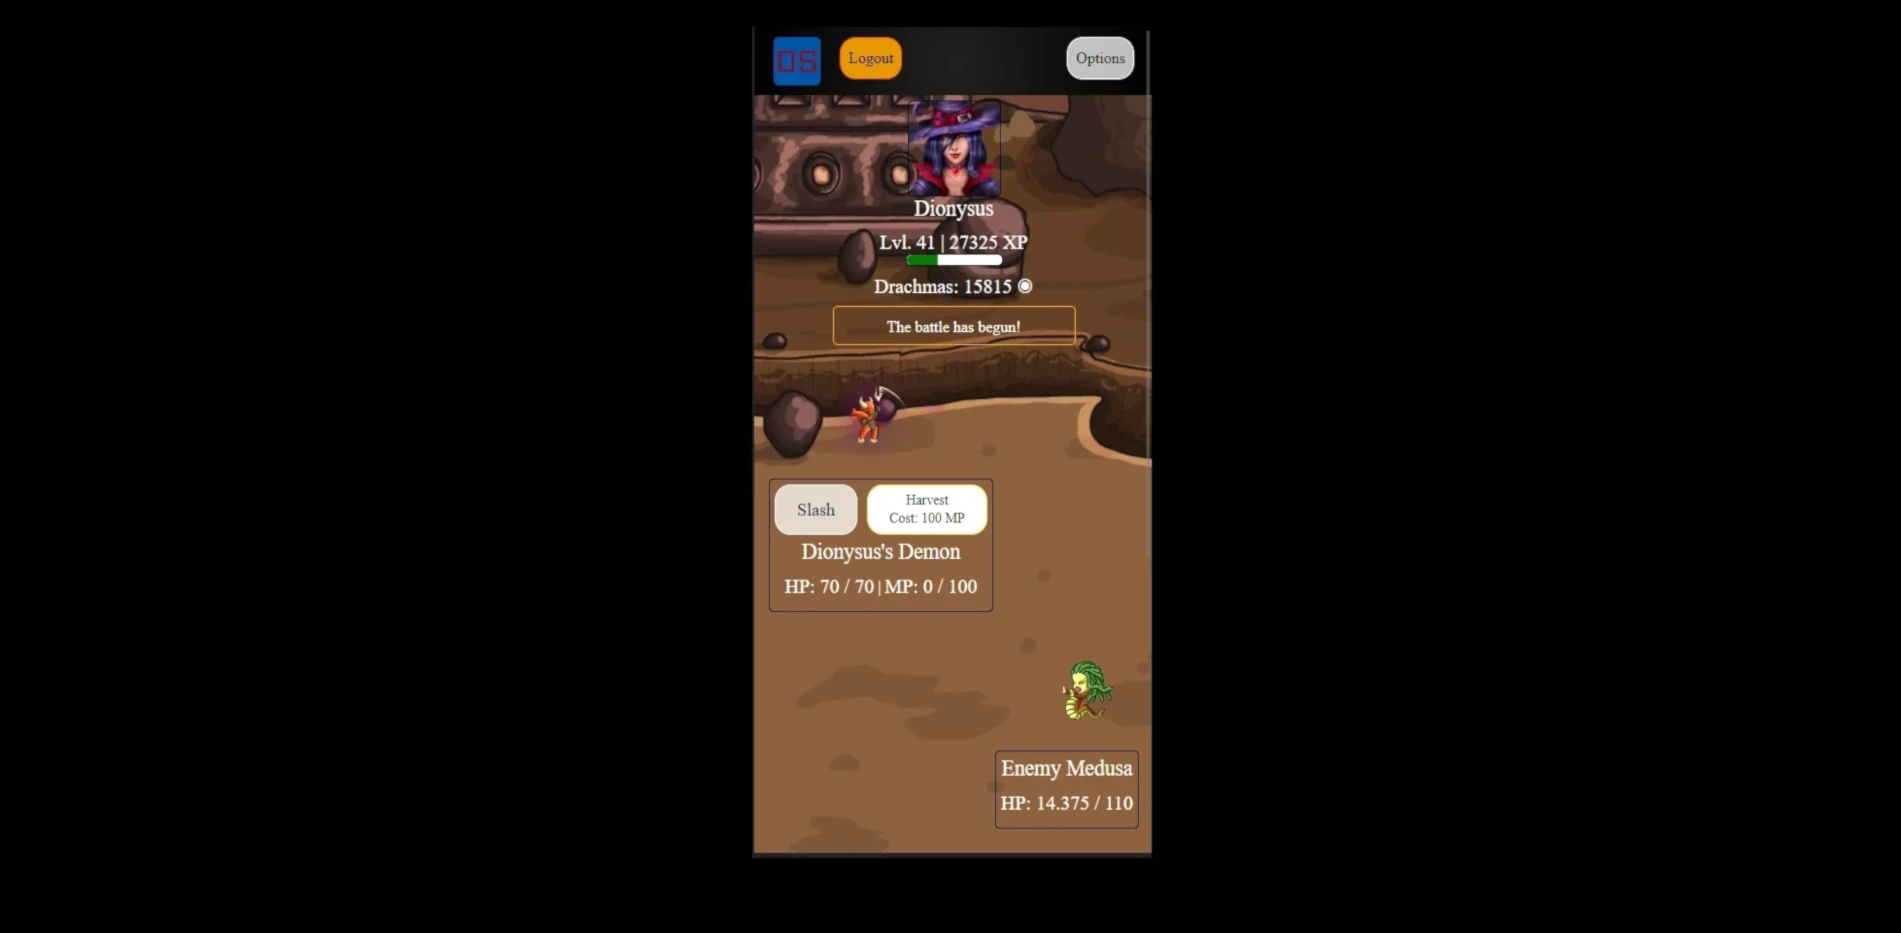 DS
Logout
Options
Dionysus
Lvl. 41 | 27325 XP
Drachmas: 15815
The battle has begun!
Slash
Harvest
Cost: 100 MP
Dionysus's Demon
HP: 70 / 70 | MP: 0 / 100
Enemy Medusa
HP: 14.375 / 110